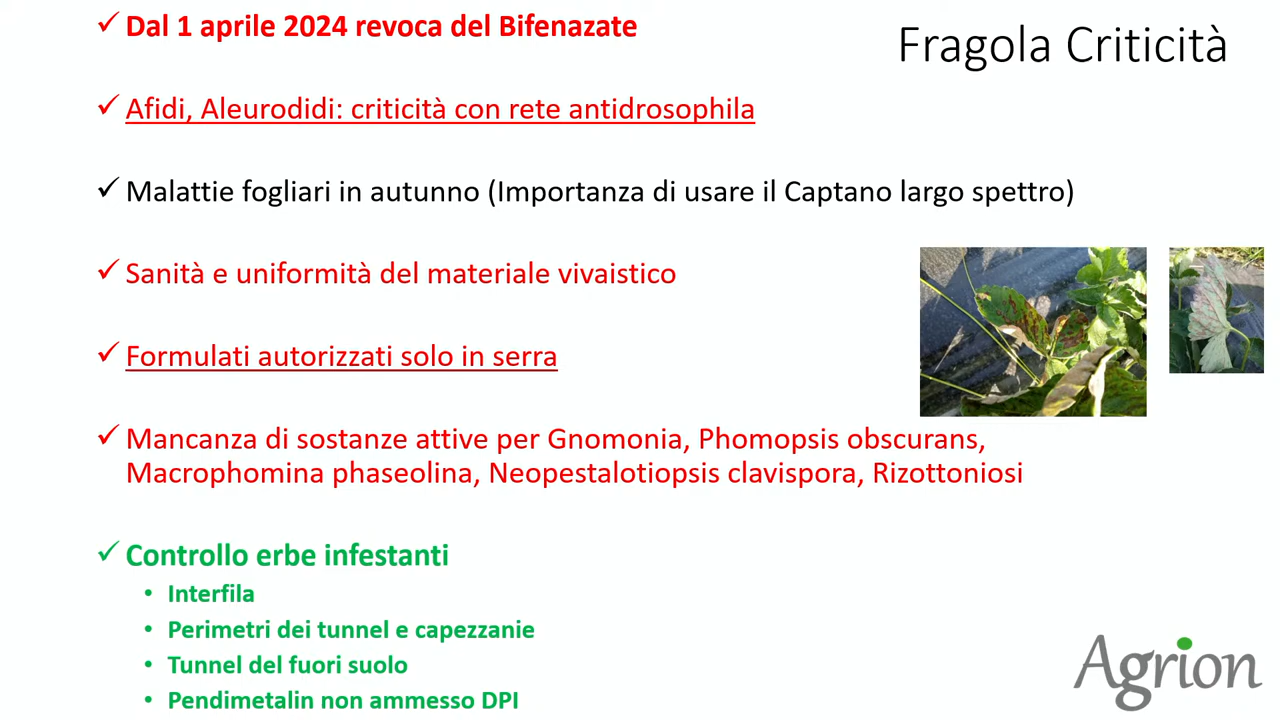 Fragola Criticità
✓ Dal 1 aprile 2024 revoca del Bifenazate
✓ Afidi, Aleurodidi: criticità con rete antidrosophila
✓ Malattie fogliari in autunno (Importanza di usare il Captano largo spettro)
✓ Sanità e uniformità del materiale vivaistico
✓ Formulati autorizzati solo in serra
✓ Mancanza di sostanze attive per Gnomonia, Phomopsis obscurans,
Macrophomina phaseolina, Neopestalotiopsis clavispora, Rizottoniosi
✓ Controllo erbe infestanti
• Interfila
• Perimetri dei tunnel e capezzanie
• Tunnel del fuori suolo
• Pendimetalin non ammesso DPI
Agrion